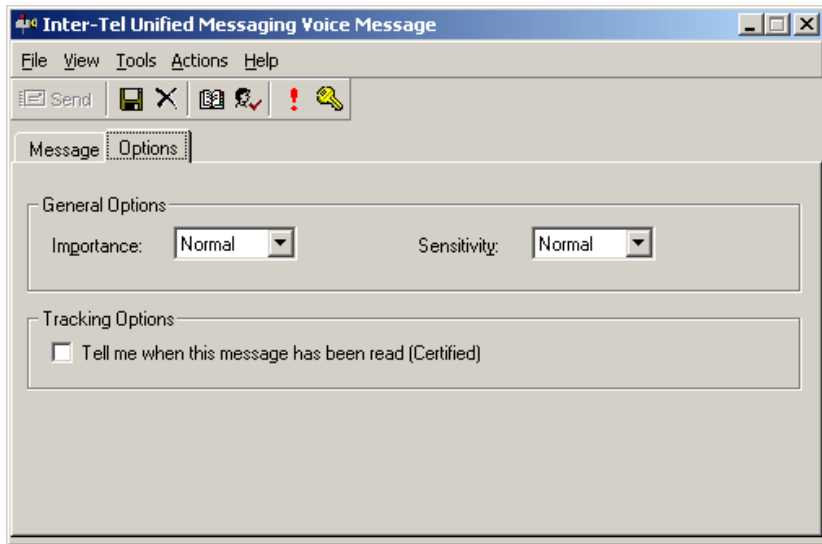 Inter-Tel Unified Messaging Voice Message
File View Tools Actions Help
Send
Message Options
General Options
Importance: Normal Sensitivity: Normal
Tracking Options
Tell me when this message has been read (Certified)